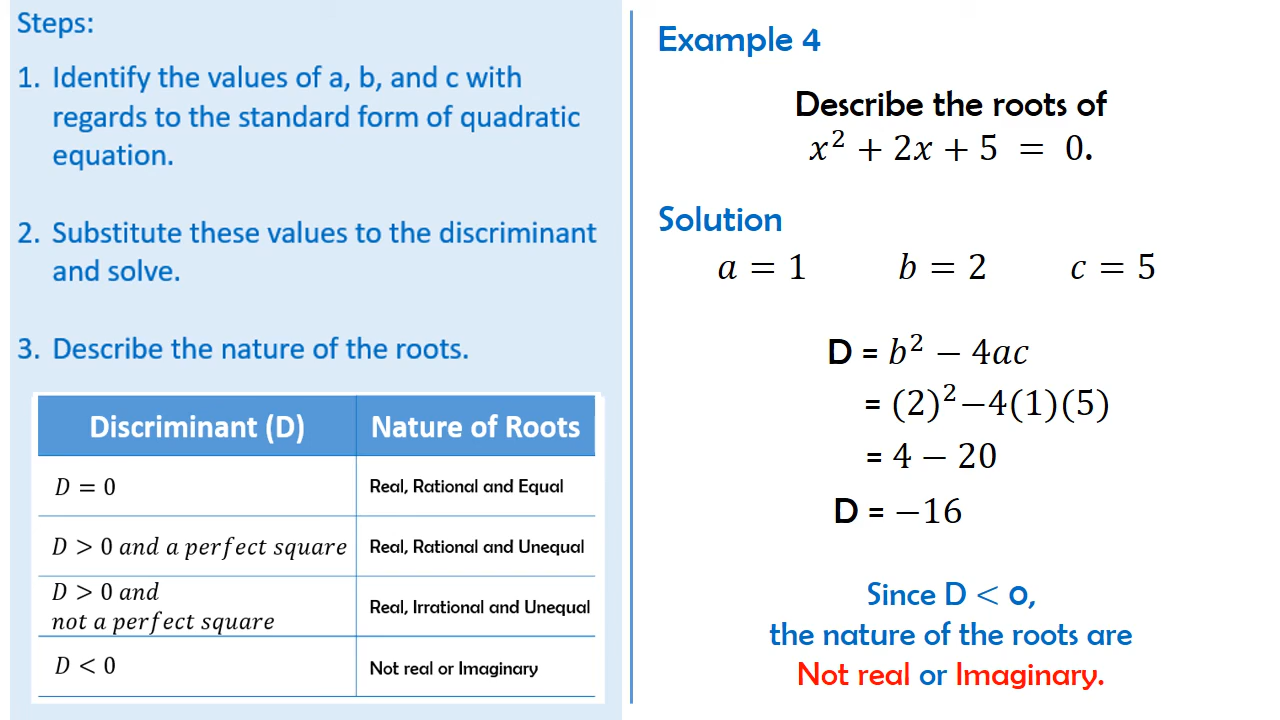 Steps:
1. Identify the values of a, b, and c with
regards to the standard form of quadratic
equation.
2. Substitute these values to the discriminant
and solve.
3. Describe the nature of the roots.
Discriminant (D) Nature of Roots
D = 0 Real, Rational and Equal
D > 0 and a perfect square Real, Rational and Unequal
D > 0 and
not a perfect square Real, Irrational and Unequal
D < 0 Not real or Imaginary
Example 4
Describe the roots of
x² + 2x + 5 = 0.
Solution
a = 1 b = 2 c = 5
D = b² − 4ac
= (2)²−4(1)(5)
= 4 − 20
D = −16
Since D < 0,
the nature of the roots are
Not real or Imaginary.